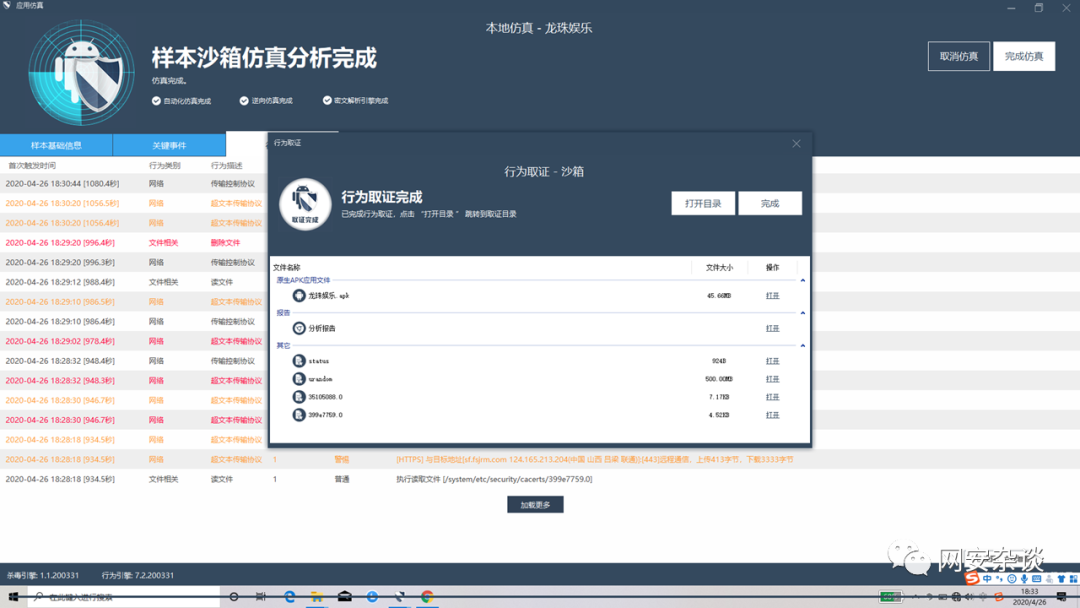 应用仿真
本地仿真 - 龙珠娱乐
样本沙箱仿真分析完成
仿真完成。
自动化仿真完成 逆向仿真完成 密文解析引擎完成
取消仿真 完成仿真
样本基础信息 关键事件
首次触发时间 行为类别 行为描述
2020-04-26 18:30:44 [1080.4秒] 网络 传输控制协议
2020-04-26 18:30:20 [1056.5秒] 网络 超文本传输协议
2020-04-26 18:30:20 [1056.4秒] 网络 超文本传输协议
2020-04-26 18:29:20 [996.4秒] 文件相关 删除文件
2020-04-26 18:29:20 [996.3秒] 网络 传输控制协议
2020-04-26 18:29:12 [988.4秒] 文件相关 读文件
2020-04-26 18:29:10 [986.5秒] 网络 超文本传输协议
2020-04-26 18:29:10 [986.4秒] 网络 传输控制协议
2020-04-26 18:29:02 [978.4秒] 网络 超文本传输协议
2020-04-26 18:28:32 [948.4秒] 网络 传输控制协议
2020-04-26 18:28:32 [948.3秒] 网络 超文本传输协议
2020-04-26 18:28:30 [946.7秒] 网络 超文本传输协议
2020-04-26 18:28:30 [946.7秒] 网络 超文本传输协议
2020-04-26 18:28:18 [934.5秒] 网络 超文本传输协议
2020-04-26 18:28:18 [934.5秒] 网络 超文本传输协议 1 警惕 [HTTPS] 与目标地址[xf.fsjrm.com 124.165.213.204(中国 山西 吕梁 联通)]:[443]远程通信，上传413字节，下载3333字节
2020-04-26 18:28:18 [934.5秒] 文件相关 读文件 1 普通 执行读取文件 [/system/etc/security/cacerts/399e7759.0]
行为取证
行为取证 - 沙箱
取证完成
行为取证完成
已完成行为取证，点击 “打开目录” 跳转到取证目录
打开目录 完成
文件名称 文件大小 操作
原生APK应用文件
龙珠娱乐.apk 45.66MB 打开
报告
分析报告 打开
其它
status 924B 打开
urandom 500.00MB 打开
35105088.0 7.17KB 打开
399e7759.0 4.52KB 打开
加载更多
杀毒引擎: 1.1.200331 行为引擎: 7.2.200331
网安杂谈
在此键入进行搜索
中
18:33
2020/4/26